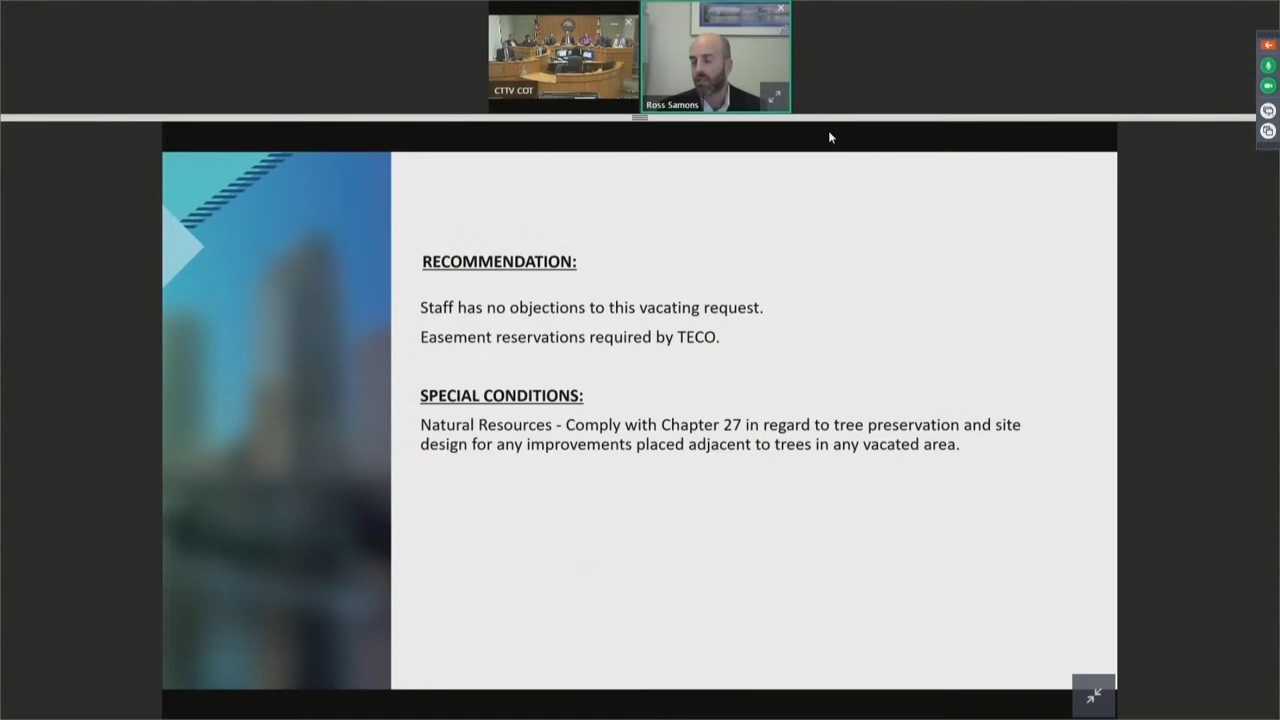 CTTV COT
Ross Samons
RECOMMENDATION:
Staff has no objections to this vacating request.
Easement reservations required by TECO.
SPECIAL CONDITIONS:
Natural Resources - Comply with Chapter 27 in regard to tree preservation and site
design for any improvements placed adjacent to trees in any vacated area.